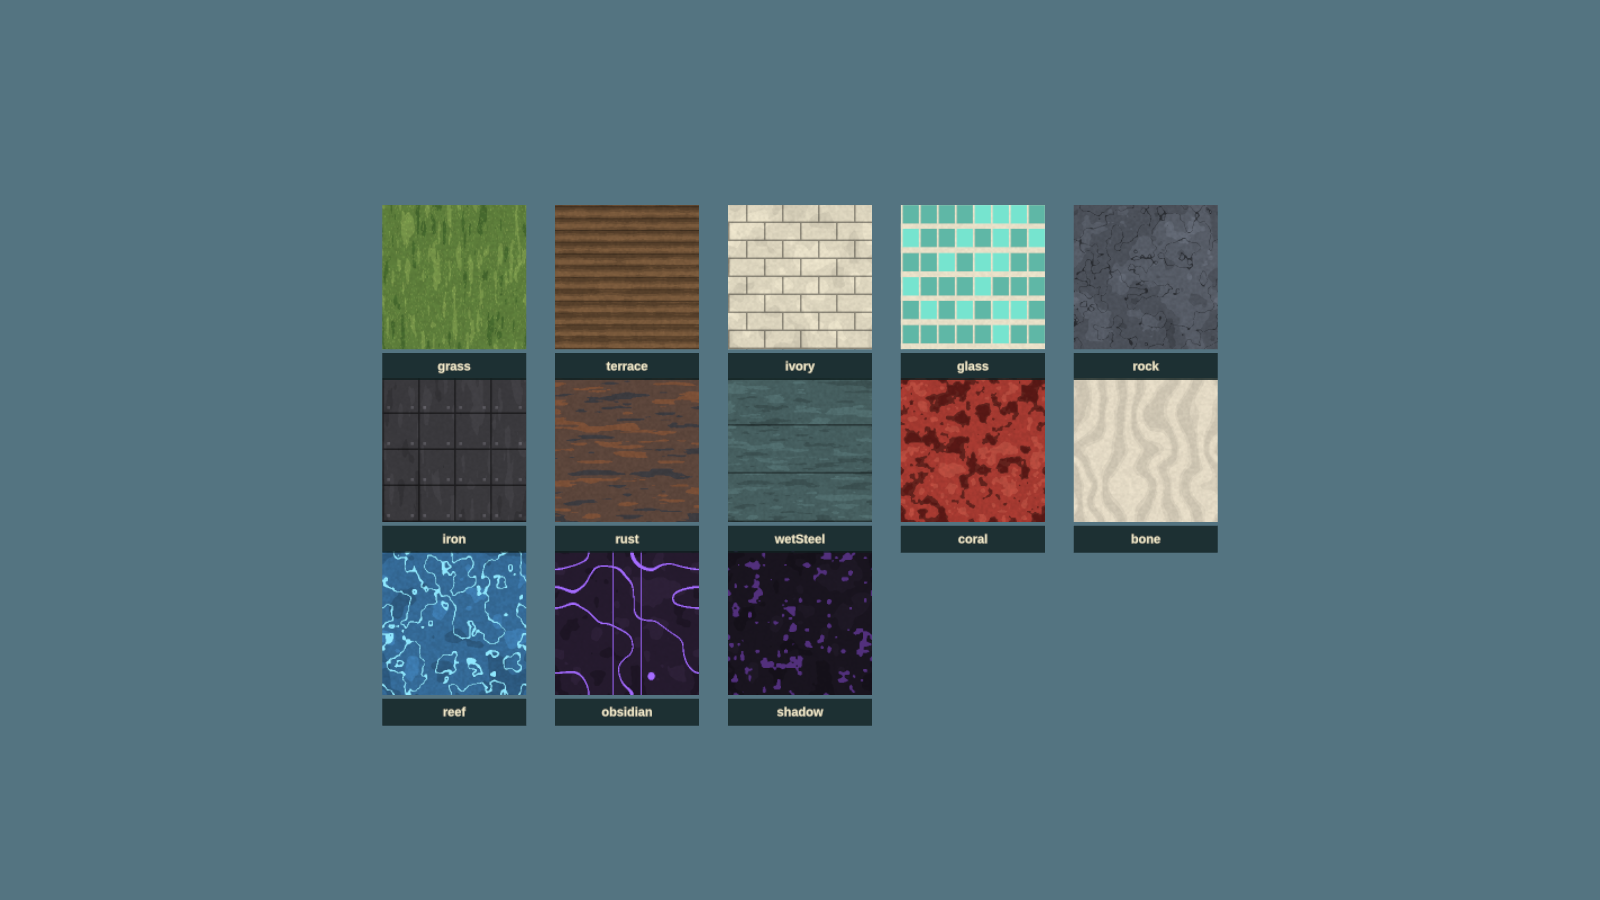 grass
terrace
ivory
glass
rock
iron
rust
wetSteel
coral
bone
reef
obsidian
shadow